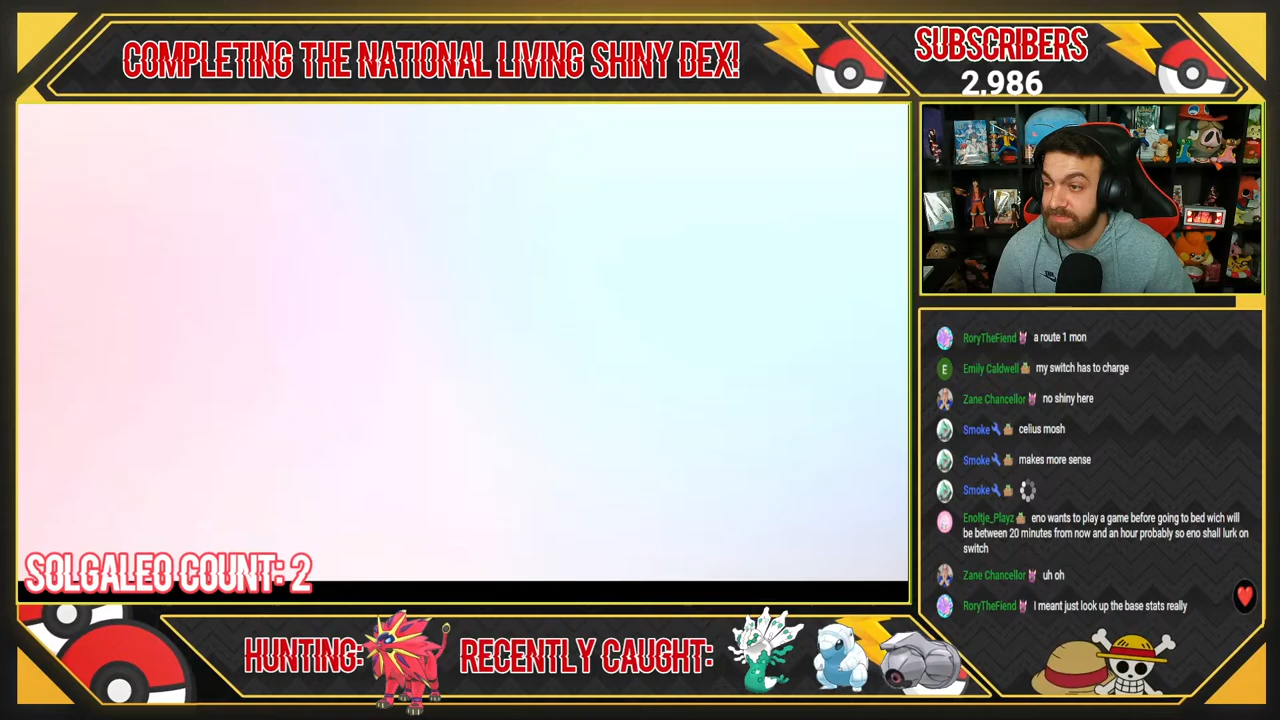 COMPLETING THE NATIONAL LIVING SHINY DEX!
SUBSCRIBERS
2,986
RoryTheFiend a route 1 mon
Emily Caldwell my switch has to charge
E
Zane Chancellor no shiny here
Smoke celius mosh
Smoke makes more sense
Smoke
Enoltje_Playz eno wants to play a game before going to bed wich will
be between 20 minutes from now and an hour probably so eno shall lurk on
switch
Zane Chancellor uh oh
RoryTheFiend I meant just look up the base stats really
SOLGALEO COUNT: 2
HUNTING:
RECENTLY CAUGHT: